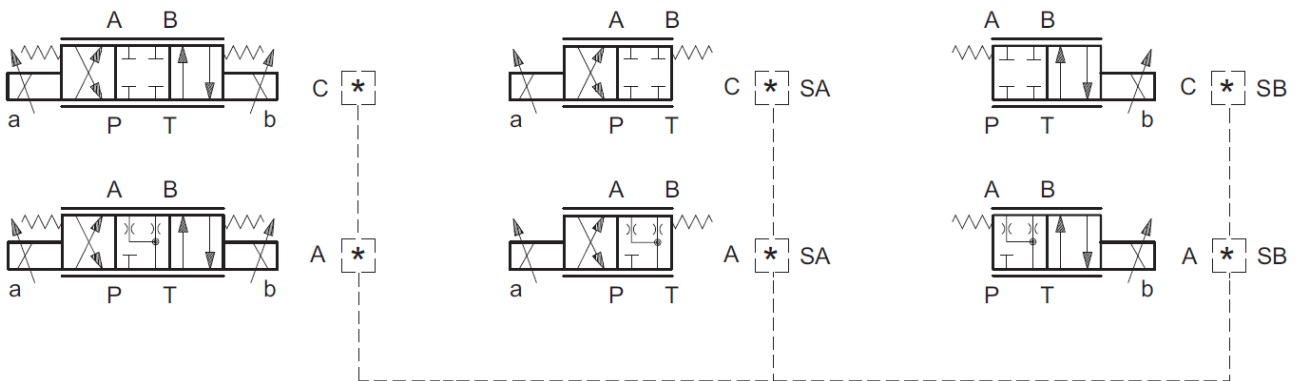 A B A B A B
C * C * SA C * SB
a P T b a P T P T b
A B A B A B
A * A * SA A * SB
a P T b a P T P T b